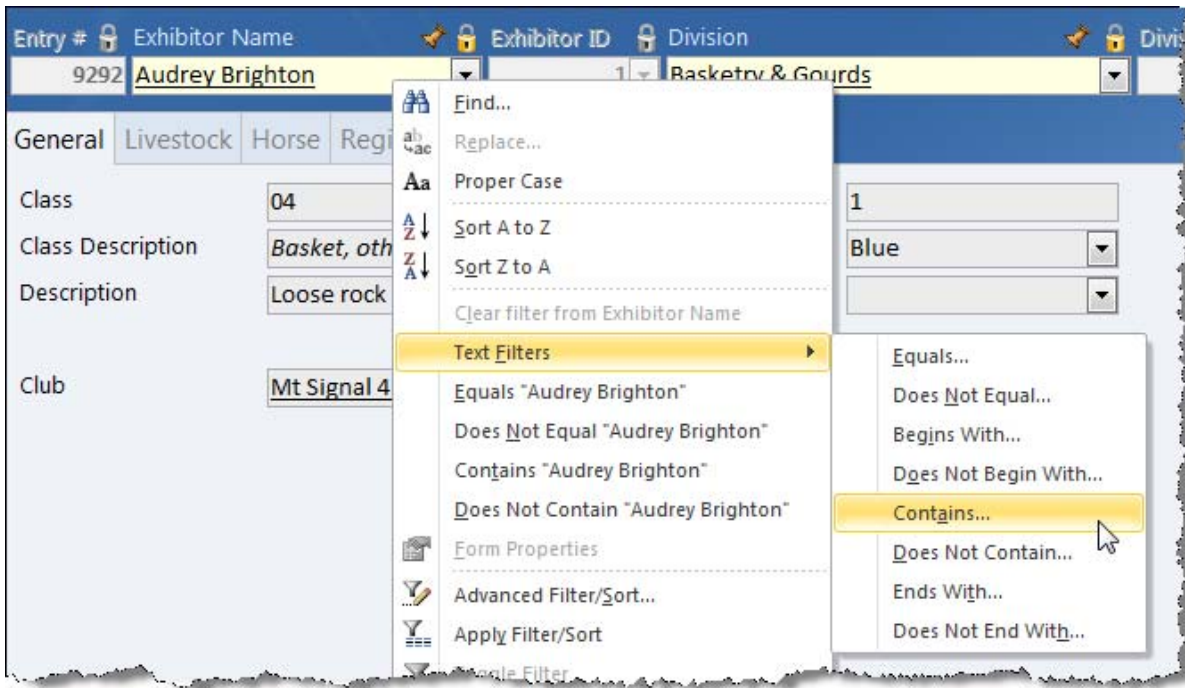 Entry # Exhibitor Name Exhibitor ID Division
9292 Audrey Brighton 1 Basketry & Gourds
General Livestock Horse
Class 04 1
Class Description Basket, Blue
Description Loose rock
Club Mt Signal 4
Find...
ab ac Replace...
Aa Proper Case
A Z Sort A to Z
Z A Sort Z to A
Clear filter from Exhibitor Name
Text Filters
Equals "Audrey Brighton"
Does Not Equal "Audrey Brighton"
Contains "Audrey Brighton"
Does Not Contain "Audrey Brighton"
Form Properties
Advanced Filter/Sort...
Apply Filter/Sort
Filter
Equals...
Does Not Equal...
Begins With...
Does Not Begin With...
Contains...
Does Not Contain...
Ends With...
Does Not End With...